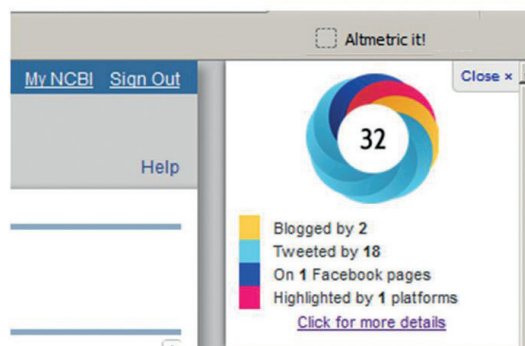 Altmetric it!
My NCBI Sign Out
Close ×
32
Help
Blogged by 2
Tweeted by 18
On 1 Facebook pages
Highlighted by 1 platforms
Click for more details